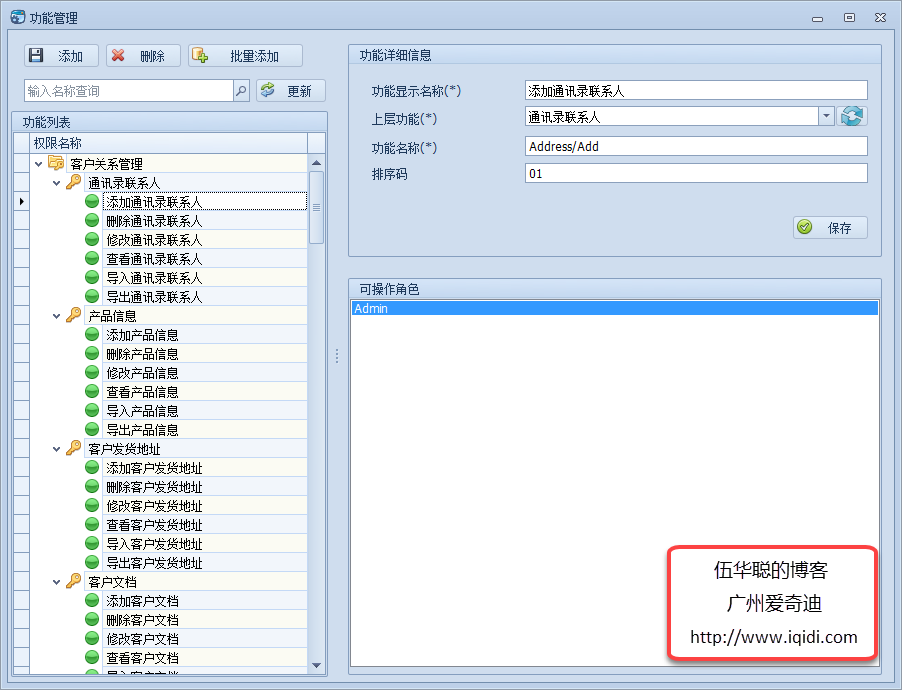 功能管理
添加
删除
批量添加
输入名称查询
更新
功能列表
权限名称
客户关系管理
通讯录联系人
添加通讯录联系人
删除通讯录联系人
修改通讯录联系人
查看通讯录联系人
导入通讯录联系人
导出通讯录联系人
产品信息
添加产品信息
删除产品信息
修改产品信息
查看产品信息
导入产品信息
导出产品信息
客户发货地址
添加客户发货地址
删除客户发货地址
修改客户发货地址
查看客户发货地址
导入客户发货地址
导出客户发货地址
客户文档
添加客户文档
删除客户文档
修改客户文档
查看客户文档
功能详细信息
功能显示名称(*) 添加通讯录联系人
上层功能(*) 通讯录联系人
功能名称(*) Address/Add
排序码 01
保存
可操作角色
Admin
伍华聪的博客
广州爱奇迪
http://www.iqidi.com